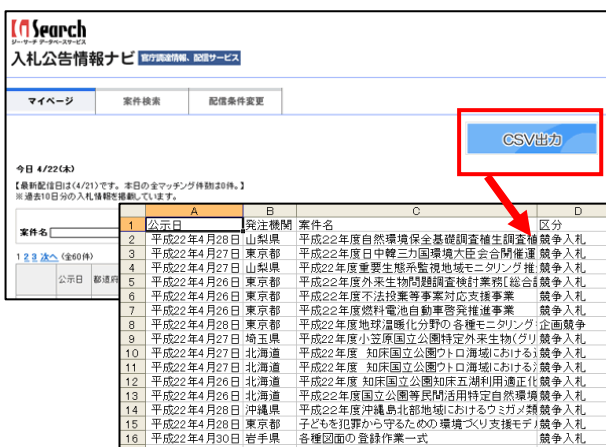 G Search
ジー・サーチ データベースサービス
入札公告情報ナビ 官庁調達情報、配信サービス
マイページ 案件検索 配信条件変更
CSV出力
今日 4/22(木)
【最新配信日は(4/21)です。本日の全マッチング件数は0件。】
※過去10日分の入札情報を掲載しています。
案件名
1 2 3 次へ (全60件)
公示日 都道府
A B C D
1 公示日 発注機関 案件名 区分
2 平成22年4月28日 山梨県 平成22年度自然環境保全基礎調査植生調査植 競争入札
3 平成22年4月27日 東京都 平成22年度日中韓三カ国環境大臣会合開催運 競争入札
4 平成22年4月27日 山梨県 平成22年度重要生態系監視地域モニタリング推 競争入札
5 平成22年4月26日 東京都 平成22年度外来生物問題調査検討業務[総合 競争入札
6 平成22年4月26日 東京都 平成22年度不法投棄等事案対応支援事業 競争入札
7 平成22年4月26日 東京都 平成22年度燃料電池自動車啓発推進事業 競争入札
8 平成22年4月28日 東京都 平成22年度地球温暖化分野の各種モニタリング 企画競争
9 平成22年4月27日 埼玉県 平成22年度小笠原国立公園特定外来生物(グリ 競争入札
10 平成22年4月27日 北海道 平成22年度 知床国立公園ウトロ海域における 競争入札
11 平成22年4月27日 北海道 平成22年度 知床国立公園ウトロ海域における 競争入札
12 平成22年4月26日 北海道 平成22年度 知床国立公園知床五湖利用適正化 競争入札
13 平成22年4月26日 北海道 平成22年度国立公園等民間活用特定自然環境 競争入札
14 平成22年4月28日 沖縄県 平成22年度沖縄島北部地域におけるウミガメ類 競争入札
15 平成22年4月28日 東京都 子どもを犯罪から守るための環境づくり支援モデ 競争入札
16 平成22年4月30日 岩手県 各種図面の登録作業一式 競争入札